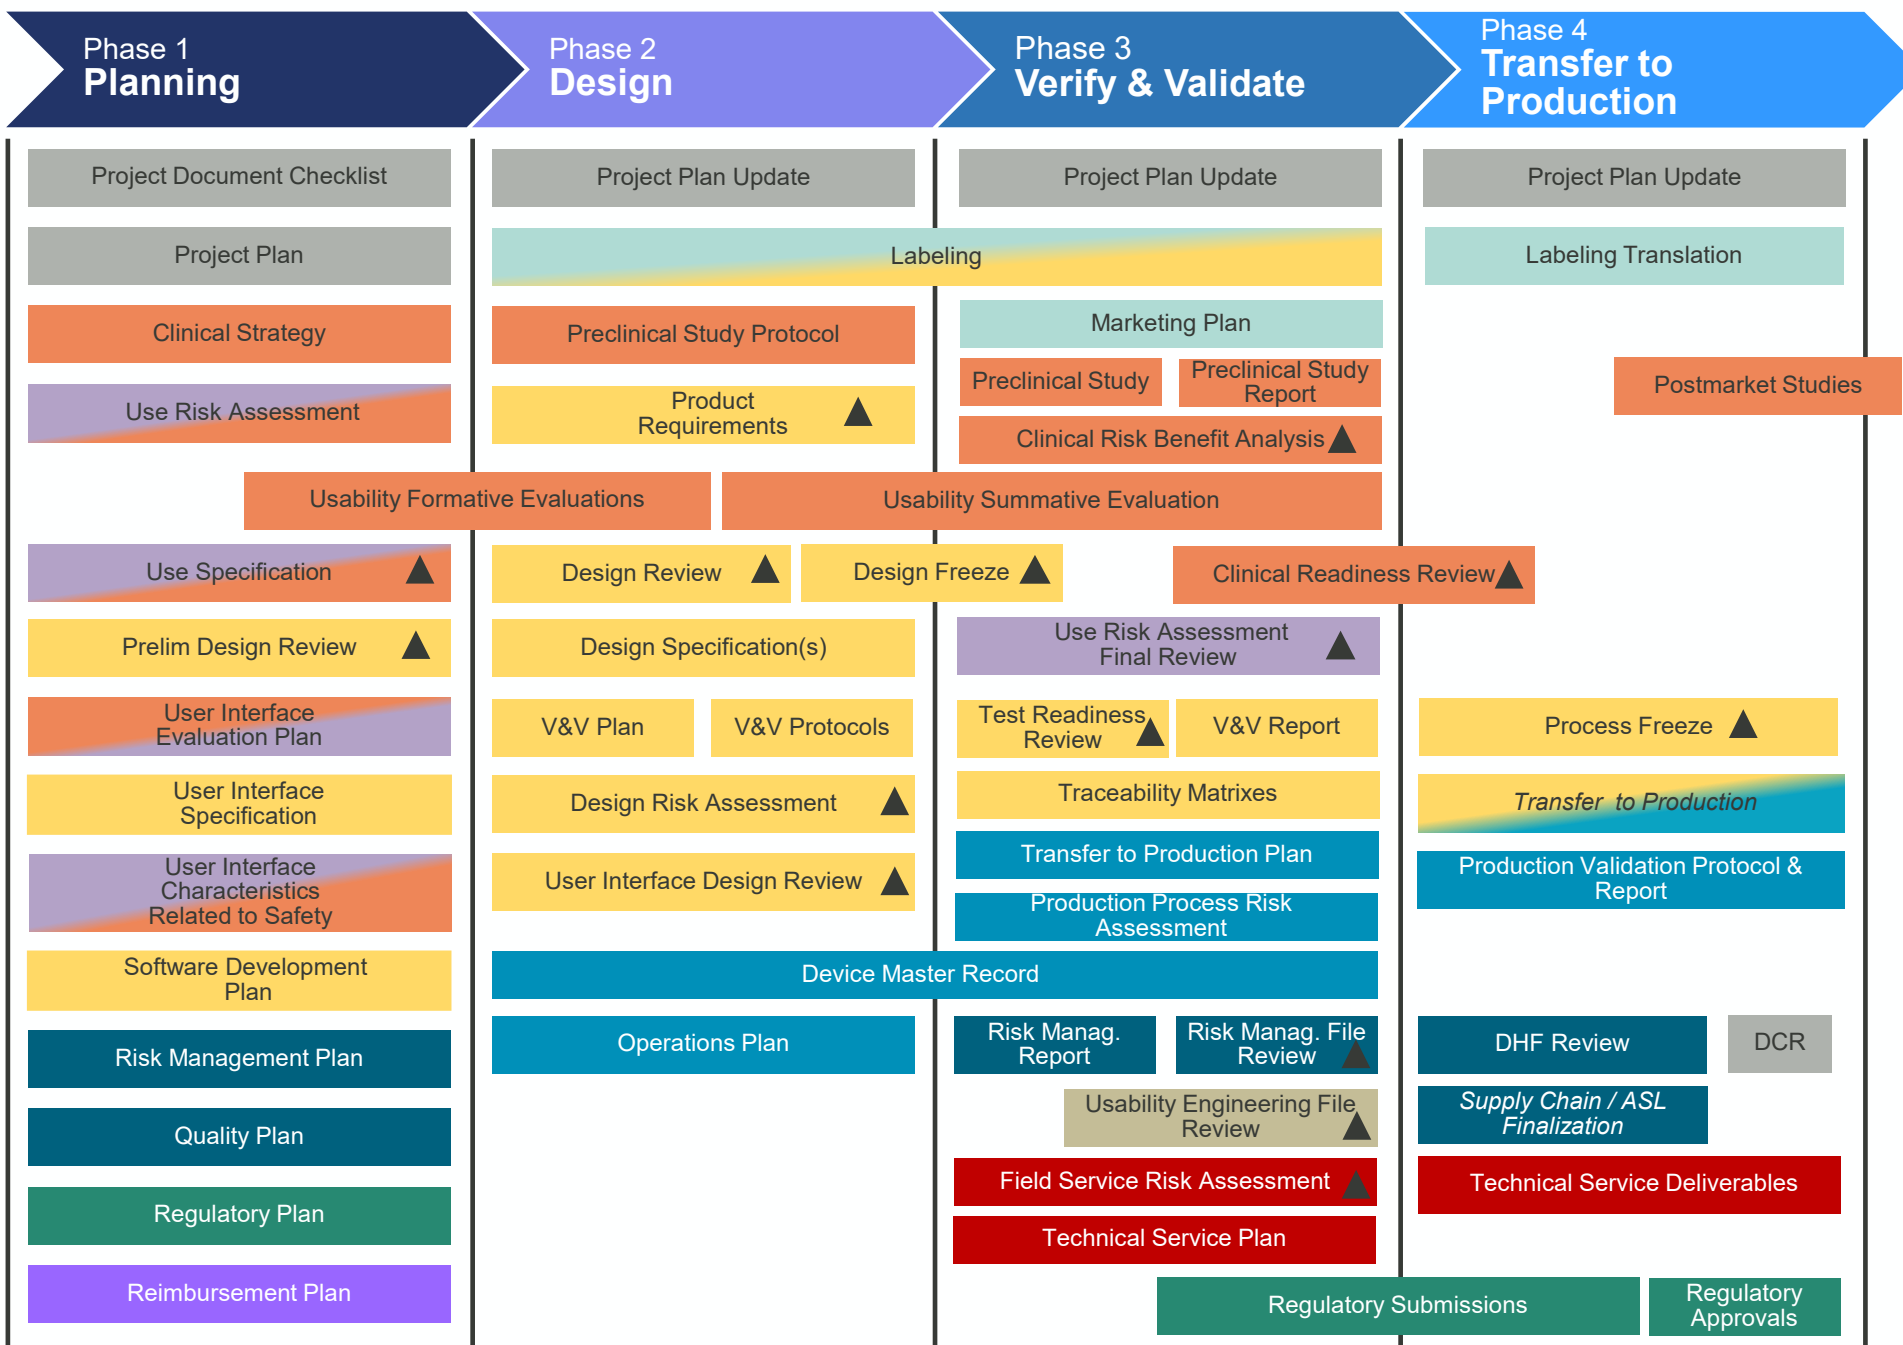 Phase 1
Planning
Phase 2
Design
Phase 3
Verify & Validate
Phase 4
Transfer to
Production
Project Document Checklist
Project Plan
Clinical Strategy
Use Risk Assessment
Usability Formative Evaluations
Use Specification
Prelim Design Review
User Interface
Evaluation Plan
User Interface
Specification
User Interface
Characteristics
Related to Safety
Software Development
Plan
Risk Management Plan
Quality Plan
Regulatory Plan
Reimbursement Plan
Project Plan Update
Labeling
Preclinical Study Protocol
Product
Requirements
Usability Summative Evaluation
Design Review
Design Freeze
Design Specification(s)
V&V Plan
V&V Protocols
Design Risk Assessment
User Interface Design Review
Device Master Record
Operations Plan
Project Plan Update
Marketing Plan
Preclinical Study
Preclinical Study
Report
Clinical Risk Benefit Analysis
Clinical Readiness Review
Use Risk Assessment
Final Review
Test Readiness
Review
V&V Report
Traceability Matrixes
Transfer to Production Plan
Production Process Risk
Assessment
Risk Manag.
Report
Risk Manag. File
Review
Usability Engineering File
Review
Field Service Risk Assessment
Technical Service Plan
Regulatory Submissions
Project Plan Update
Labeling Translation
Postmarket Studies
Process Freeze
Transfer to Production
Production Validation Protocol &
Report
DHF Review
DCR
Supply Chain / ASL
Finalization
Technical Service Deliverables
Regulatory
Approvals